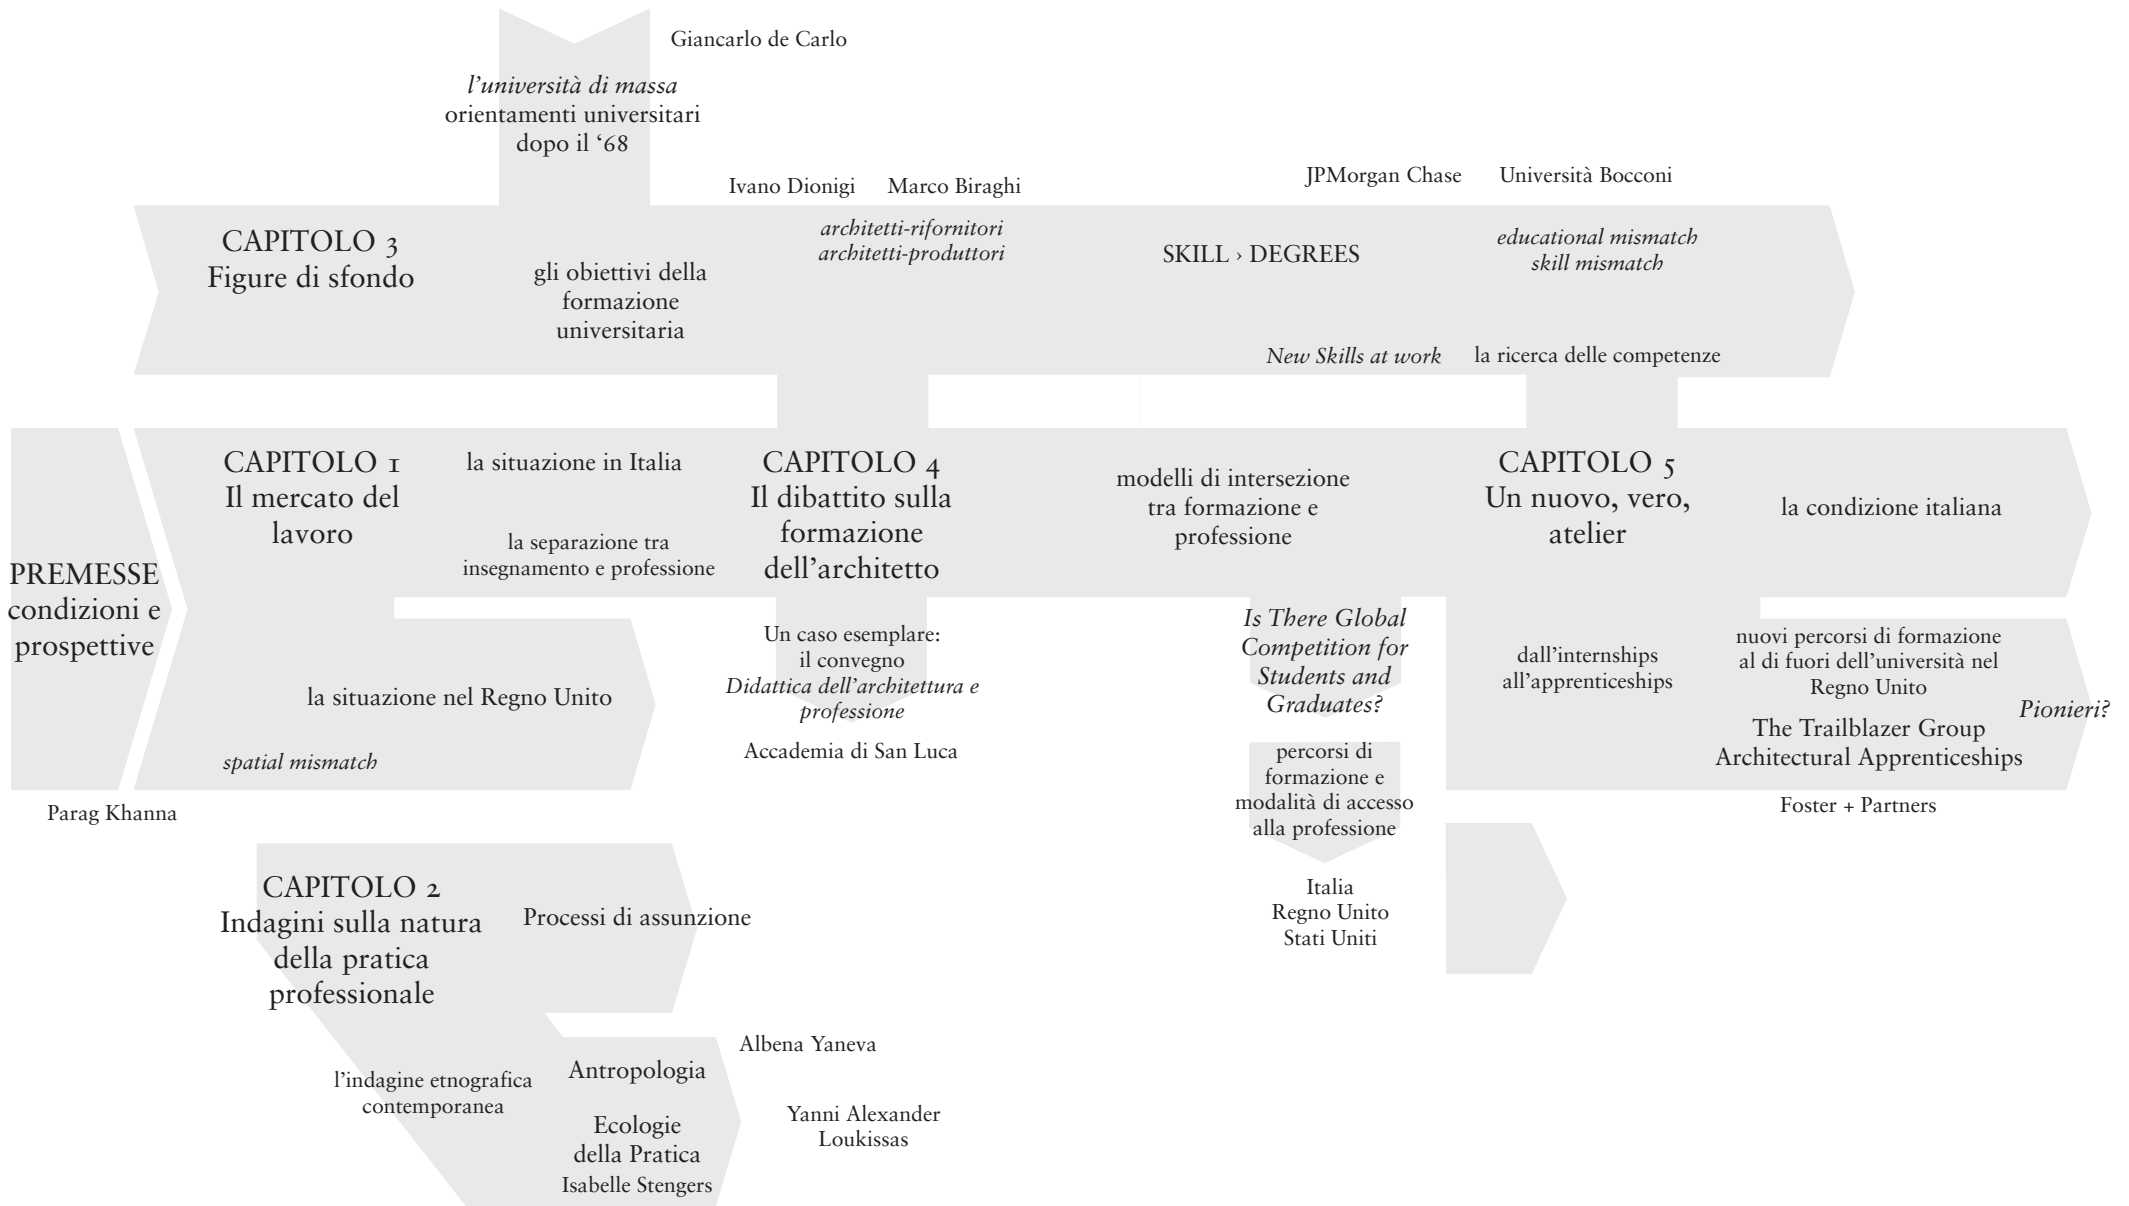 Giancarlo de Carlo
l'università di massa
orientamenti universitari
dopo il ‘68
Ivano Dionigi
Marco Biraghi
JPMorgan Chase
Università Bocconi
CAPITOLO 3
Figure di sfondo
gli obiettivi della
formazione
universitaria
architetti-rifornitori
architetti-produttori
SKILL › DEGREES
educational mismatch
skill mismatch
New Skills at work
la ricerca delle competenze
PREMESSE
condizioni e
prospettive
Parag Khanna
CAPITOLO 1
Il mercato del
lavoro
la situazione in Italia
la separazione tra
insegnamento e professione
la situazione nel Regno Unito
spatial mismatch
CAPITOLO 4
Il dibattito sulla
formazione
dell’architetto
Un caso esemplare:
il convegno
Didattica dell’architettura e
professione
Accademia di San Luca
modelli di intersezione
tra formazione e
professione
Is There Global
Competition for
Students and
Graduates?
percorsi di
formazione e
modalità di accesso
alla professione
Italia
Regno Unito
Stati Uniti
CAPITOLO 5
Un nuovo, vero,
atelier
la condizione italiana
dall’internships
all’apprenticeships
nuovi percorsi di formazione
al di fuori dell’università nel
Regno Unito
The Trailblazer Group
Architectural Apprenticeships
Pionieri?
Foster + Partners
CAPITOLO 2
Indagini sulla natura
della pratica
professionale
Processi di assunzione
l’indagine etnografica
contemporanea
Antropologia
Ecologie
della Pratica
Isabelle Stengers
Albena Yaneva
Yanni Alexander
Loukissas